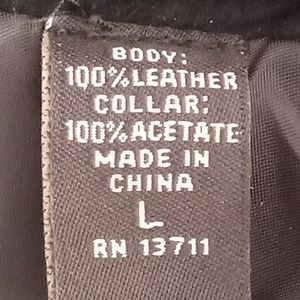 BODY:
100% LEATHER
COLLAR:
100% ACETATE
MADE IN
CHINA
L
RN 13711